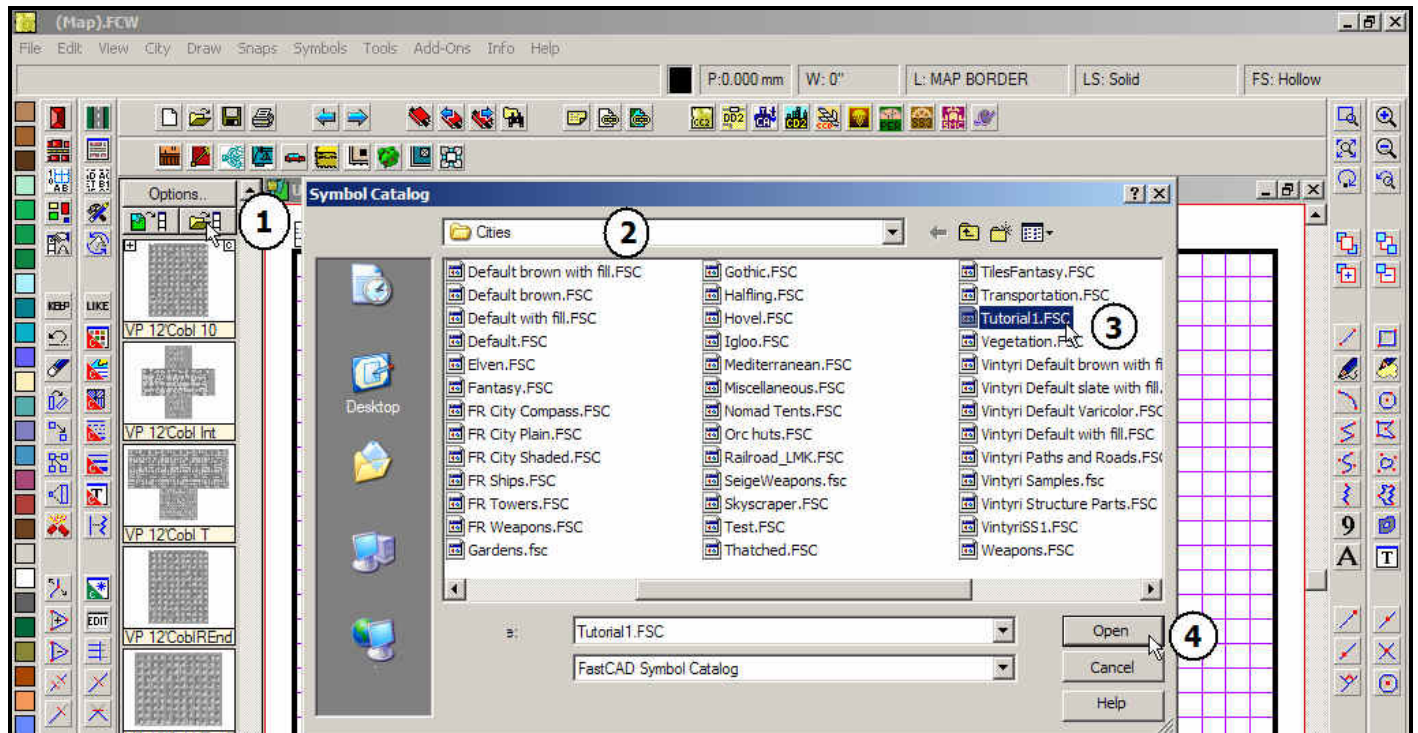 (Map).FCW
File Edit View City Draw Snaps Symbols Tools Add-Ons Info Help
P:0.000 mm W: 0" L: MAP BORDER LS: Solid FS: Hollow
Options..
1
VP 12'Cobl 10
VP 12'Cobl Int
VP 12'Cobl T
VP 12'CoblREnd
KEEP LIKE
EDIT
9
A T
Symbol Catalog
Cities
2
Desktop
Default brown with fill.FSC
Default brown.FSC
Default with fill.FSC
Default.FSC
Elven.FSC
Fantasy.FSC
FR City Compass.FSC
FR City Plain.FSC
FR City Shaded.FSC
FR Ships.FSC
FR Towers.FSC
FR Weapons.FSC
Gardens.fsc
Gothic.FSC
Halfling.FSC
Hovel.FSC
Igloo.FSC
Mediterranean.FSC
Miscellaneous.FSC
Nomad Tents.FSC
Orc huts.FSC
Railroad_LMK.FSC
SeigeWeapons.fsc
Skyscraper.FSC
Test.FSC
Thatched.FSC
TilesFantasy.FSC
Transportation.FSC
Tutorial1.FSC
3
Vegetation.FSC
Vintyri Default brown with fi
Vintyri Default slate with fill.
Vintyri Default Varicolor.FSC
Vintyri Default with fill.FSC
Vintyri Paths and Roads.FS
Vintyri Samples.fsc
Vintyri Structure Parts.FSC
VintyriSS1.FSC
Weapons.FSC
Tutorial1.FSC
Open
4
FastCAD Symbol Catalog
Cancel
Help